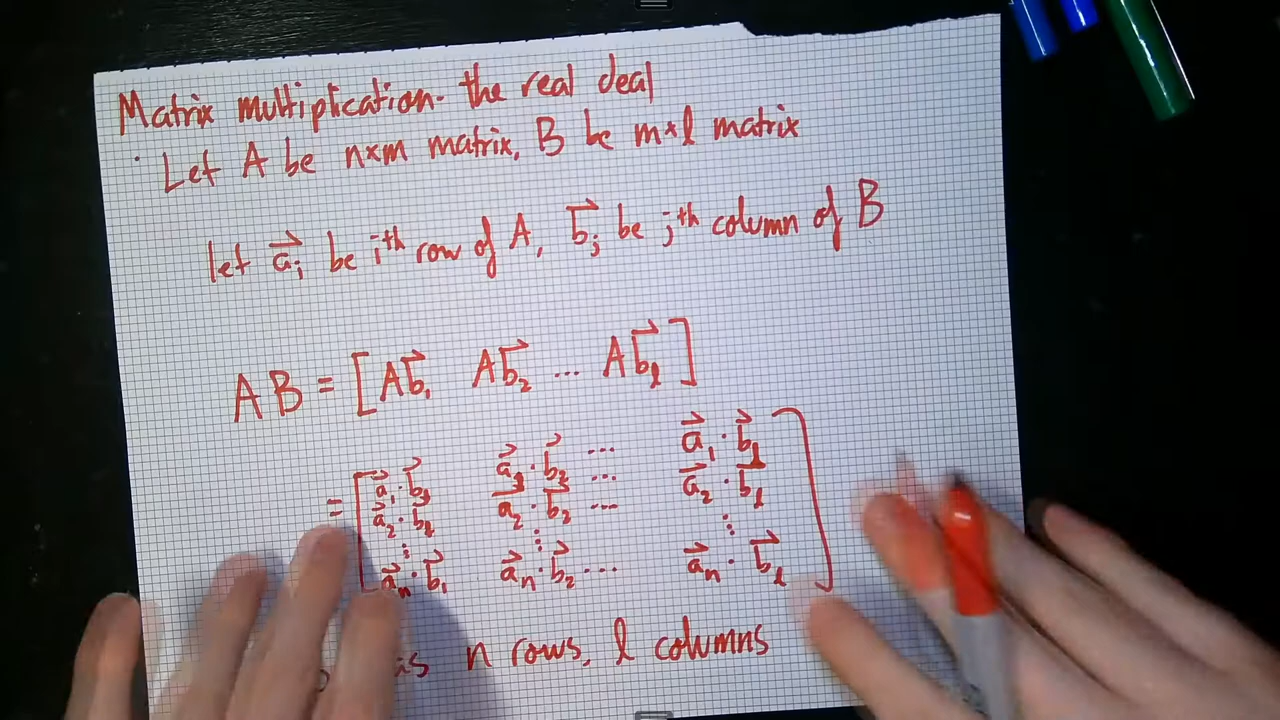 Matrix multiplication- the real deal
· Let A be n×m matrix, B be m×l matrix
let a⃗ᵢ be iᵗʰ row of A, b⃗ⱼ be jᵗʰ column of B
AB = [Ab⃗₁ Ab⃗₂ ... Ab⃗ₗ]
= [a⃗₁·b⃗₁ a⃗₁·b⃗₂ ... a⃗₁·b⃗ₗ
a⃗₂·b⃗₁ a⃗₂·b⃗₂ ... a⃗₂·b⃗ₗ
⋮ ⋮ ⋮
a⃗ₙ·b⃗₁ a⃗ₙ·b⃗₂ ... a⃗ₙ·b⃗ₗ]
n rows, l columns